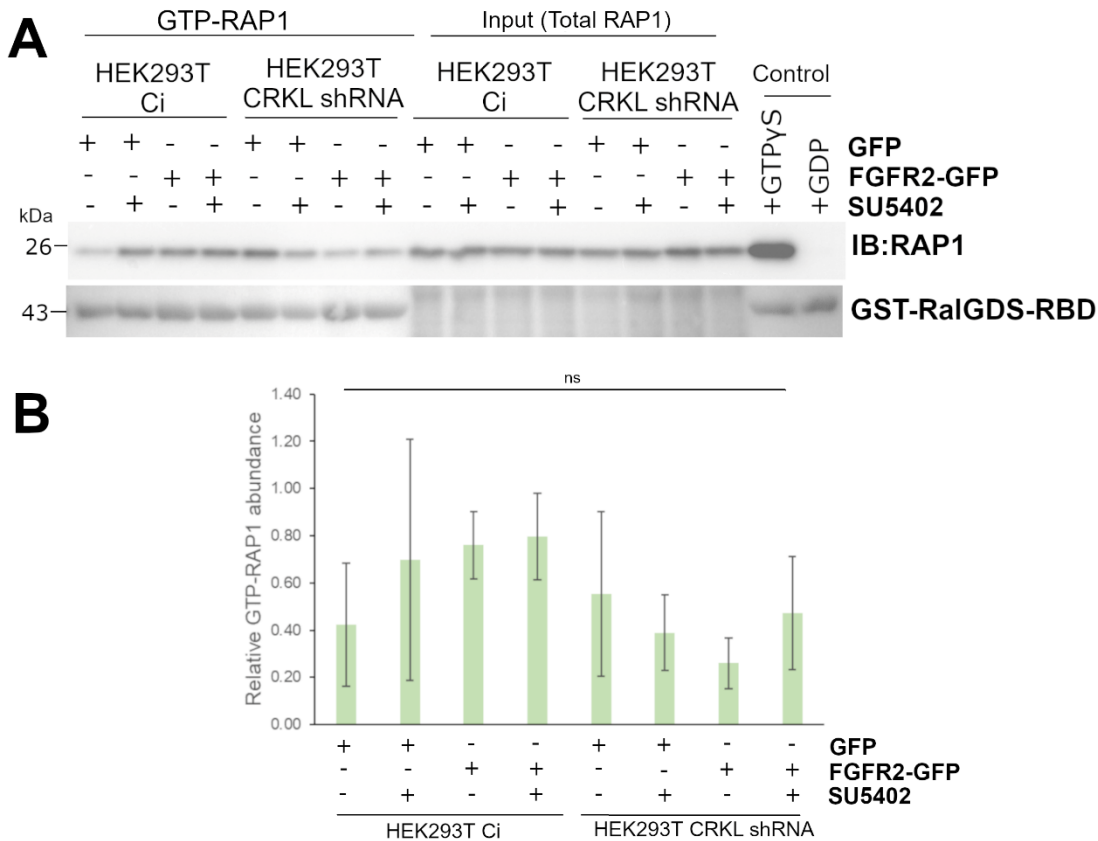 A
GTP-RAP1
Input (Total RAP1)
HEK293T Ci
HEK293T CRKL shRNA
HEK293T Ci
HEK293T CRKL shRNA
Control
GTPγS
GDP
+ + - - + + - - + + - - + + - - GFP
- - + + - - + + - - + + - - + + FGFR2-GFP
- + - + - + - + - + - + - + - + + + SU5402
kDa
26
IB:RAP1
43
GST-RalGDS-RBD
B
ns
Relative GTP-RAP1 abundance
1.40
1.20
1.00
0.80
0.60
0.40
0.20
0.00
+ + - - + + - - GFP
- - + + - - + + FGFR2-GFP
- + - + - + - + SU5402
HEK293T Ci
HEK293T CRKL shRNA